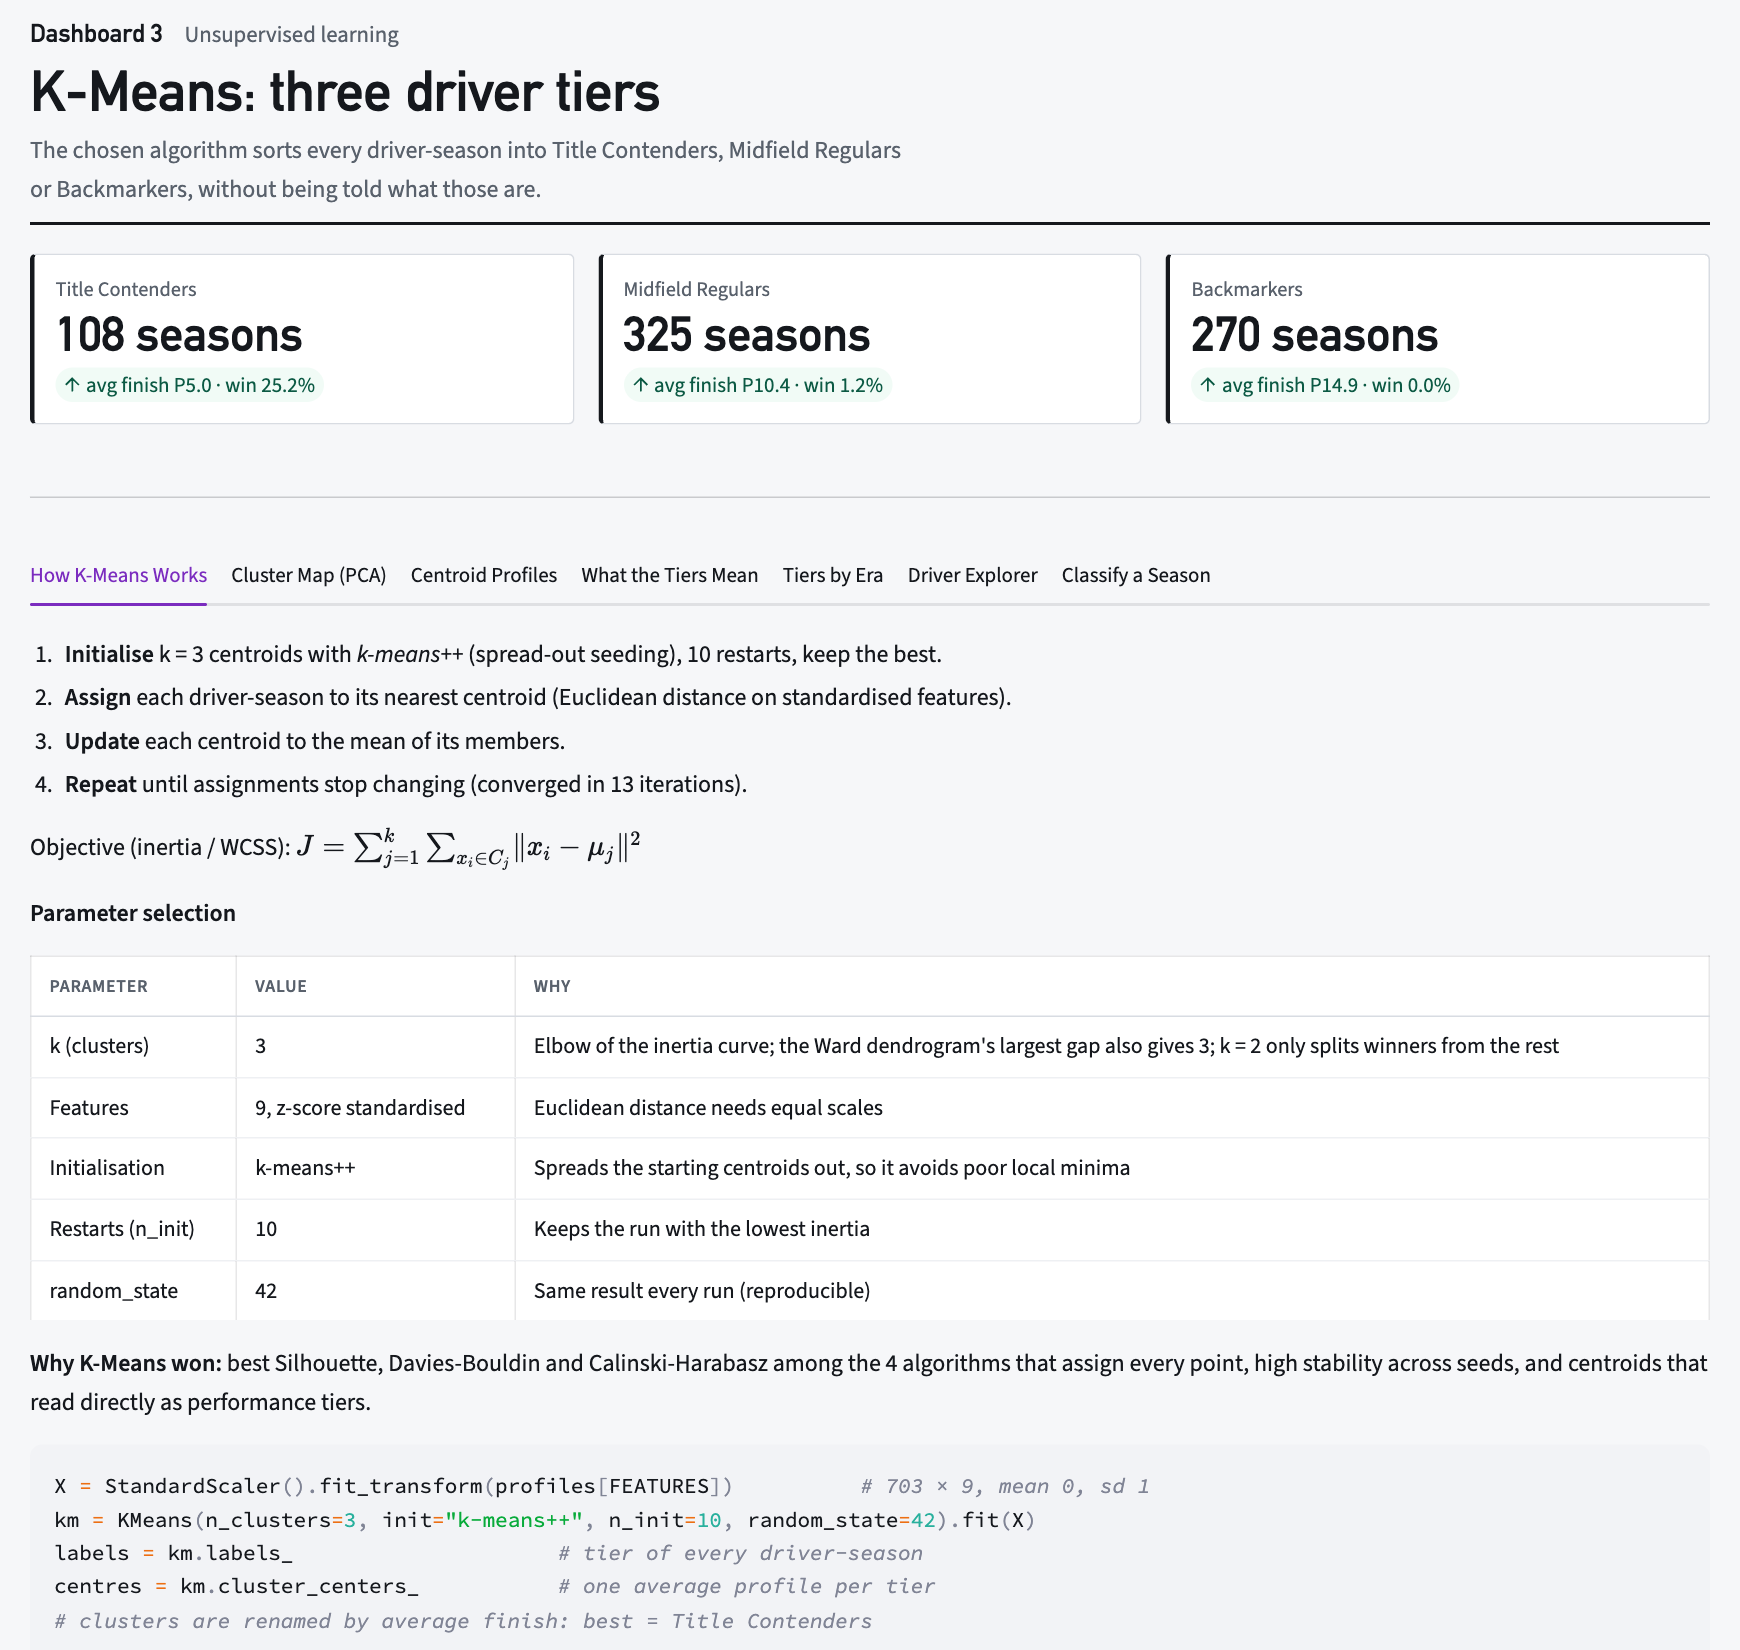 Dashboard 3 Unsupervised learning
K-Means: three driver tiers
The chosen algorithm sorts every driver-season into Title Contenders, Midfield Regulars
or Backmarkers, without being told what those are.
Title Contenders
108 seasons
↑ avg finish P5.0 · win 25.2%
Midfield Regulars
325 seasons
↑ avg finish P10.4 · win 1.2%
Backmarkers
270 seasons
↑ avg finish P14.9 · win 0.0%
How K-Means Works Cluster Map (PCA) Centroid Profiles What the Tiers Mean Tiers by Era Driver Explorer Classify a Season
1. Initialise k = 3 centroids with k-means++ (spread-out seeding), 10 restarts, keep the best.
2. Assign each driver-season to its nearest centroid (Euclidean distance on standardised features).
3. Update each centroid to the mean of its members.
4. Repeat until assignments stop changing (converged in 13 iterations).
Objective (inertia / WCSS): J = ∑_{j=1}^{k} ∑_{x_i∈C_j} ‖x_i − μ_j‖²
Parameter selection
PARAMETER VALUE WHY
k (clusters) 3 Elbow of the inertia curve; the Ward dendrogram's largest gap also gives 3; k = 2 only splits winners from the rest
Features 9, z-score standardised Euclidean distance needs equal scales
Initialisation k-means++ Spreads the starting centroids out, so it avoids poor local minima
Restarts (n_init) 10 Keeps the run with the lowest inertia
random_state 42 Same result every run (reproducible)
Why K-Means won: best Silhouette, Davies-Bouldin and Calinski-Harabasz among the 4 algorithms that assign every point, high stability across seeds, and centroids that
read directly as performance tiers.
X = StandardScaler().fit_transform(profiles[FEATURES]) # 703 × 9, mean 0, sd 1
km = KMeans(n_clusters=3, init="k-means++", n_init=10, random_state=42).fit(X)
labels = km.labels_ # tier of every driver-season
centres = km.cluster_centers_ # one average profile per tier
# clusters are renamed by average finish: best = Title Contenders